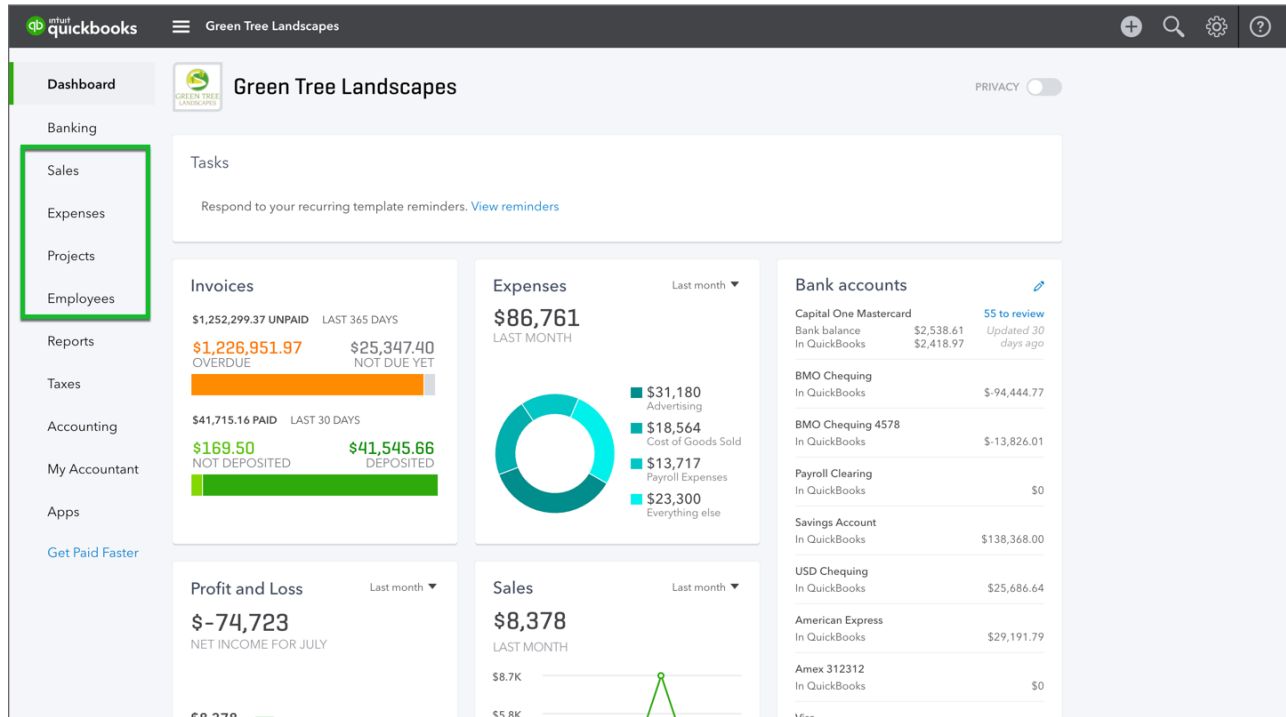 intuit
quickbooks
Green Tree Landscapes
Dashboard
Banking
Sales
Expenses
Projects
Employees
Reports
Taxes
Accounting
My Accountant
Apps
Get Paid Faster
GREEN TREE
LANDSCAPES
Green Tree Landscapes
PRIVACY
Tasks
Respond to your recurring template reminders. View reminders
Invoices
$1,252,299.37 UNPAID LAST 365 DAYS
$1,226,951.97 $25,347.40
OVERDUE NOT DUE YET
$41,715.16 PAID LAST 30 DAYS
$169.50 $41,545.66
NOT DEPOSITED DEPOSITED
Expenses Last month
$86,761
LAST MONTH
$31,180
Advertising
$18,564
Cost of Goods Sold
$13,717
Payroll Expenses
$23,300
Everything else
Bank accounts
Capital One Mastercard 55 to review
Bank balance $2,538.61 Updated 30
In QuickBooks $2,418.97 days ago
BMO Chequing
In QuickBooks $-94,444.77
BMO Chequing 4578
In QuickBooks $-13,826.01
Payroll Clearing
In QuickBooks $0
Savings Account
In QuickBooks $138,368.00
USD Chequing
In QuickBooks $25,686.64
American Express
In QuickBooks $29,191.79
Amex 312312
In QuickBooks $0
Profit and Loss Last month
$-74,723
NET INCOME FOR JULY
$8,378
Sales Last month
$8,378
LAST MONTH
$8.7K
$5.8K